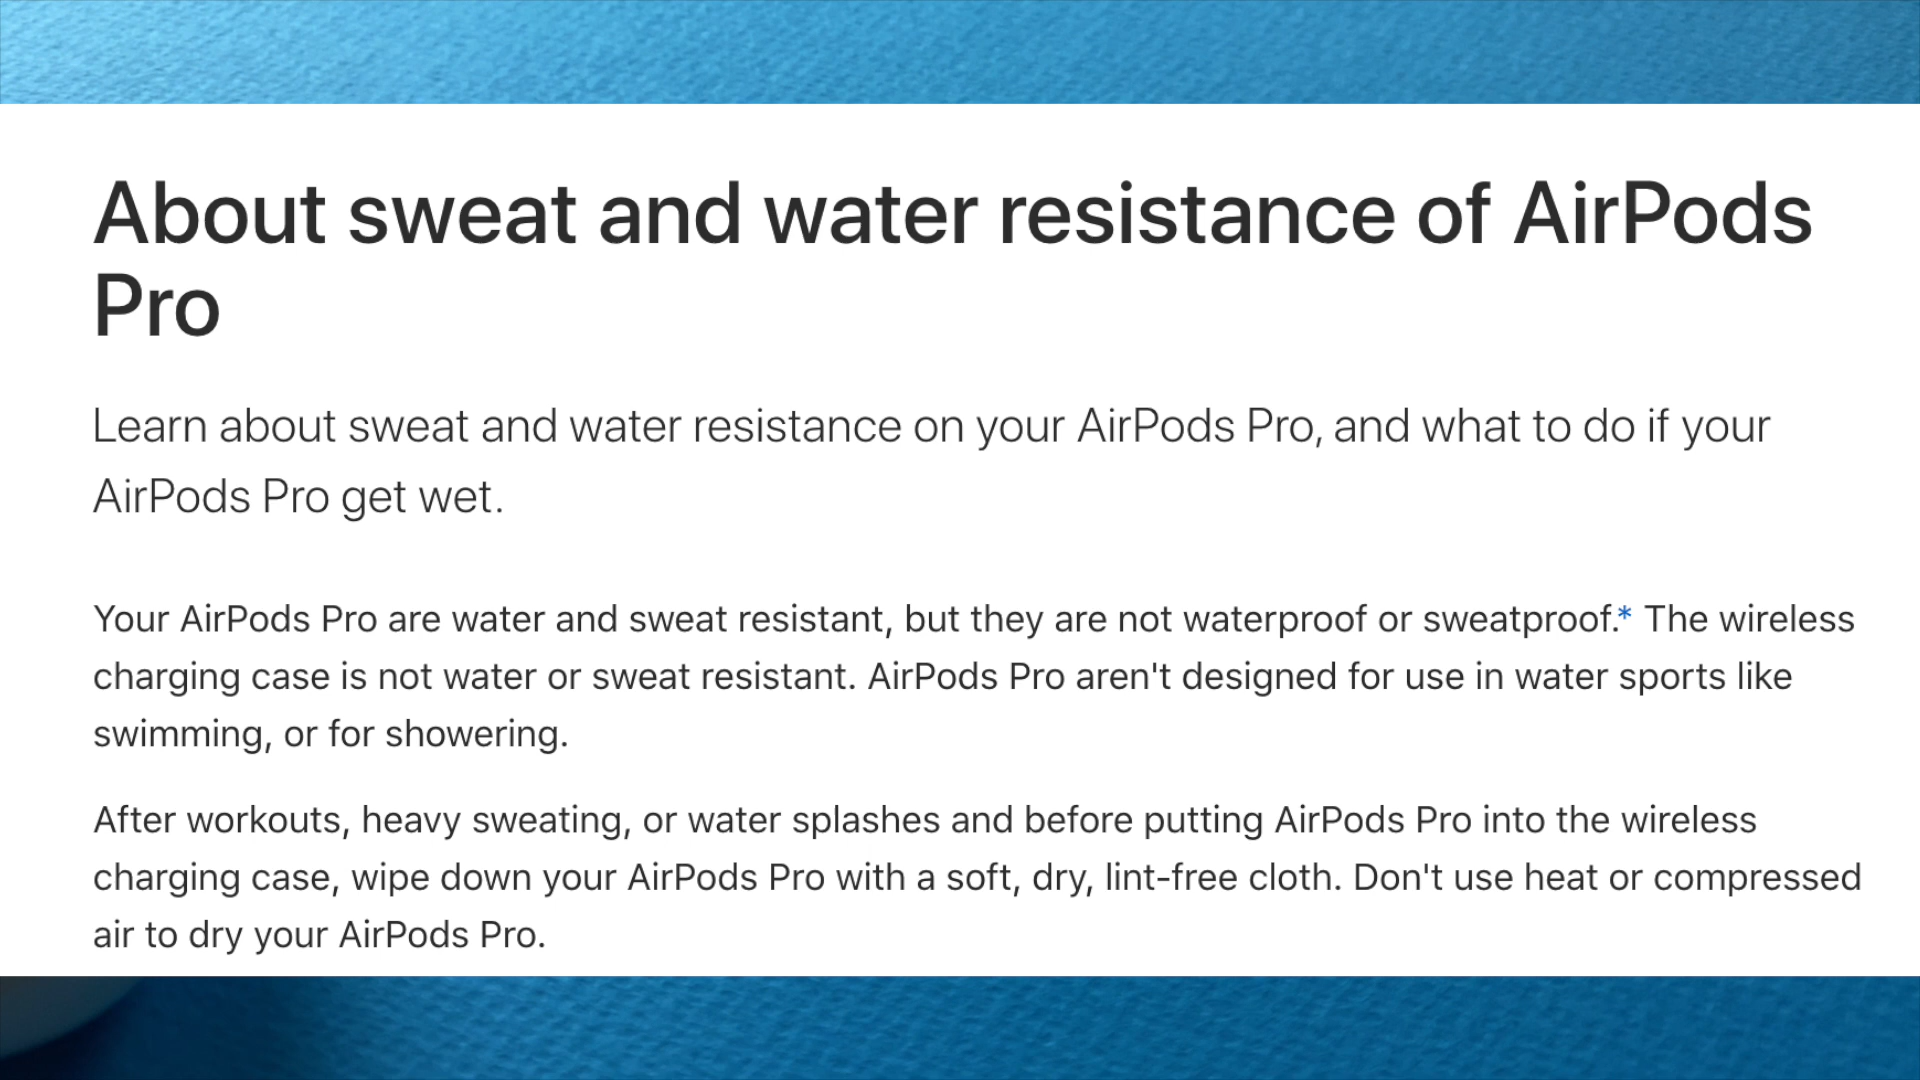 About sweat and water resistance of AirPods
Pro
Learn about sweat and water resistance on your AirPods Pro, and what to do if your
AirPods Pro get wet.
Your AirPods Pro are water and sweat resistant, but they are not waterproof or sweatproof.* The wireless
charging case is not water or sweat resistant. AirPods Pro aren't designed for use in water sports like
swimming, or for showering.
After workouts, heavy sweating, or water splashes and before putting AirPods Pro into the wireless
charging case, wipe down your AirPods Pro with a soft, dry, lint-free cloth. Don't use heat or compressed
air to dry your AirPods Pro.